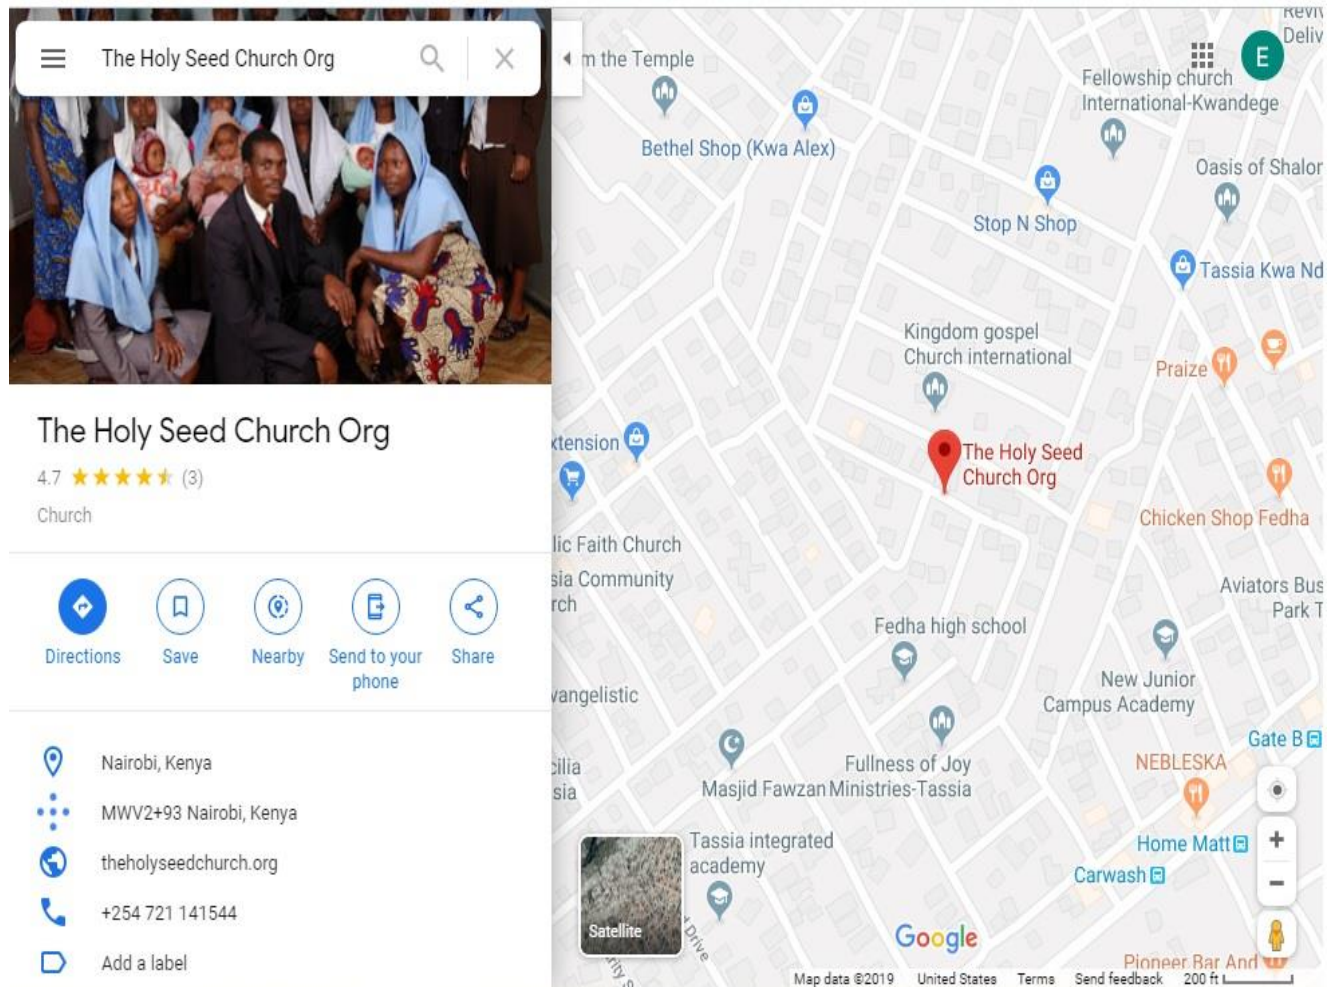 The Holy Seed Church Org
The Holy Seed Church Org
4.7 (3)
Church
Directions
Save
Nearby
Send to your
phone
Share
Nairobi, Kenya
MWV2+93 Nairobi, Kenya
theholyseedchurch.org
+254 721 141544
Add a label
m the Temple
Bethel Shop (Kwa Alex)
Deliv
E
Fellowship church
International-Kwandege
Oasis of Shalor
Stop N Shop
Tassia Kwa Nd
Kingdom gospel
Church international
Praize
xtension
The Holy Seed
Church Org
Chicken Shop Fedha
lic Faith Church
sia Community
rch
Aviators Bus
Park T
Fedha high school
New Junior
Campus Academy
vangelistic
Gate B
cilia
sia
Masjid Fawzan
Fullness of Joy
Ministries-Tassia
NEBLESKA
Tassia integrated
academy
Home Matt
Carwash
Satellite
Drive
Google
Pioneer Bar And
Map data ©2019 United States Terms Send feedback 200 ft